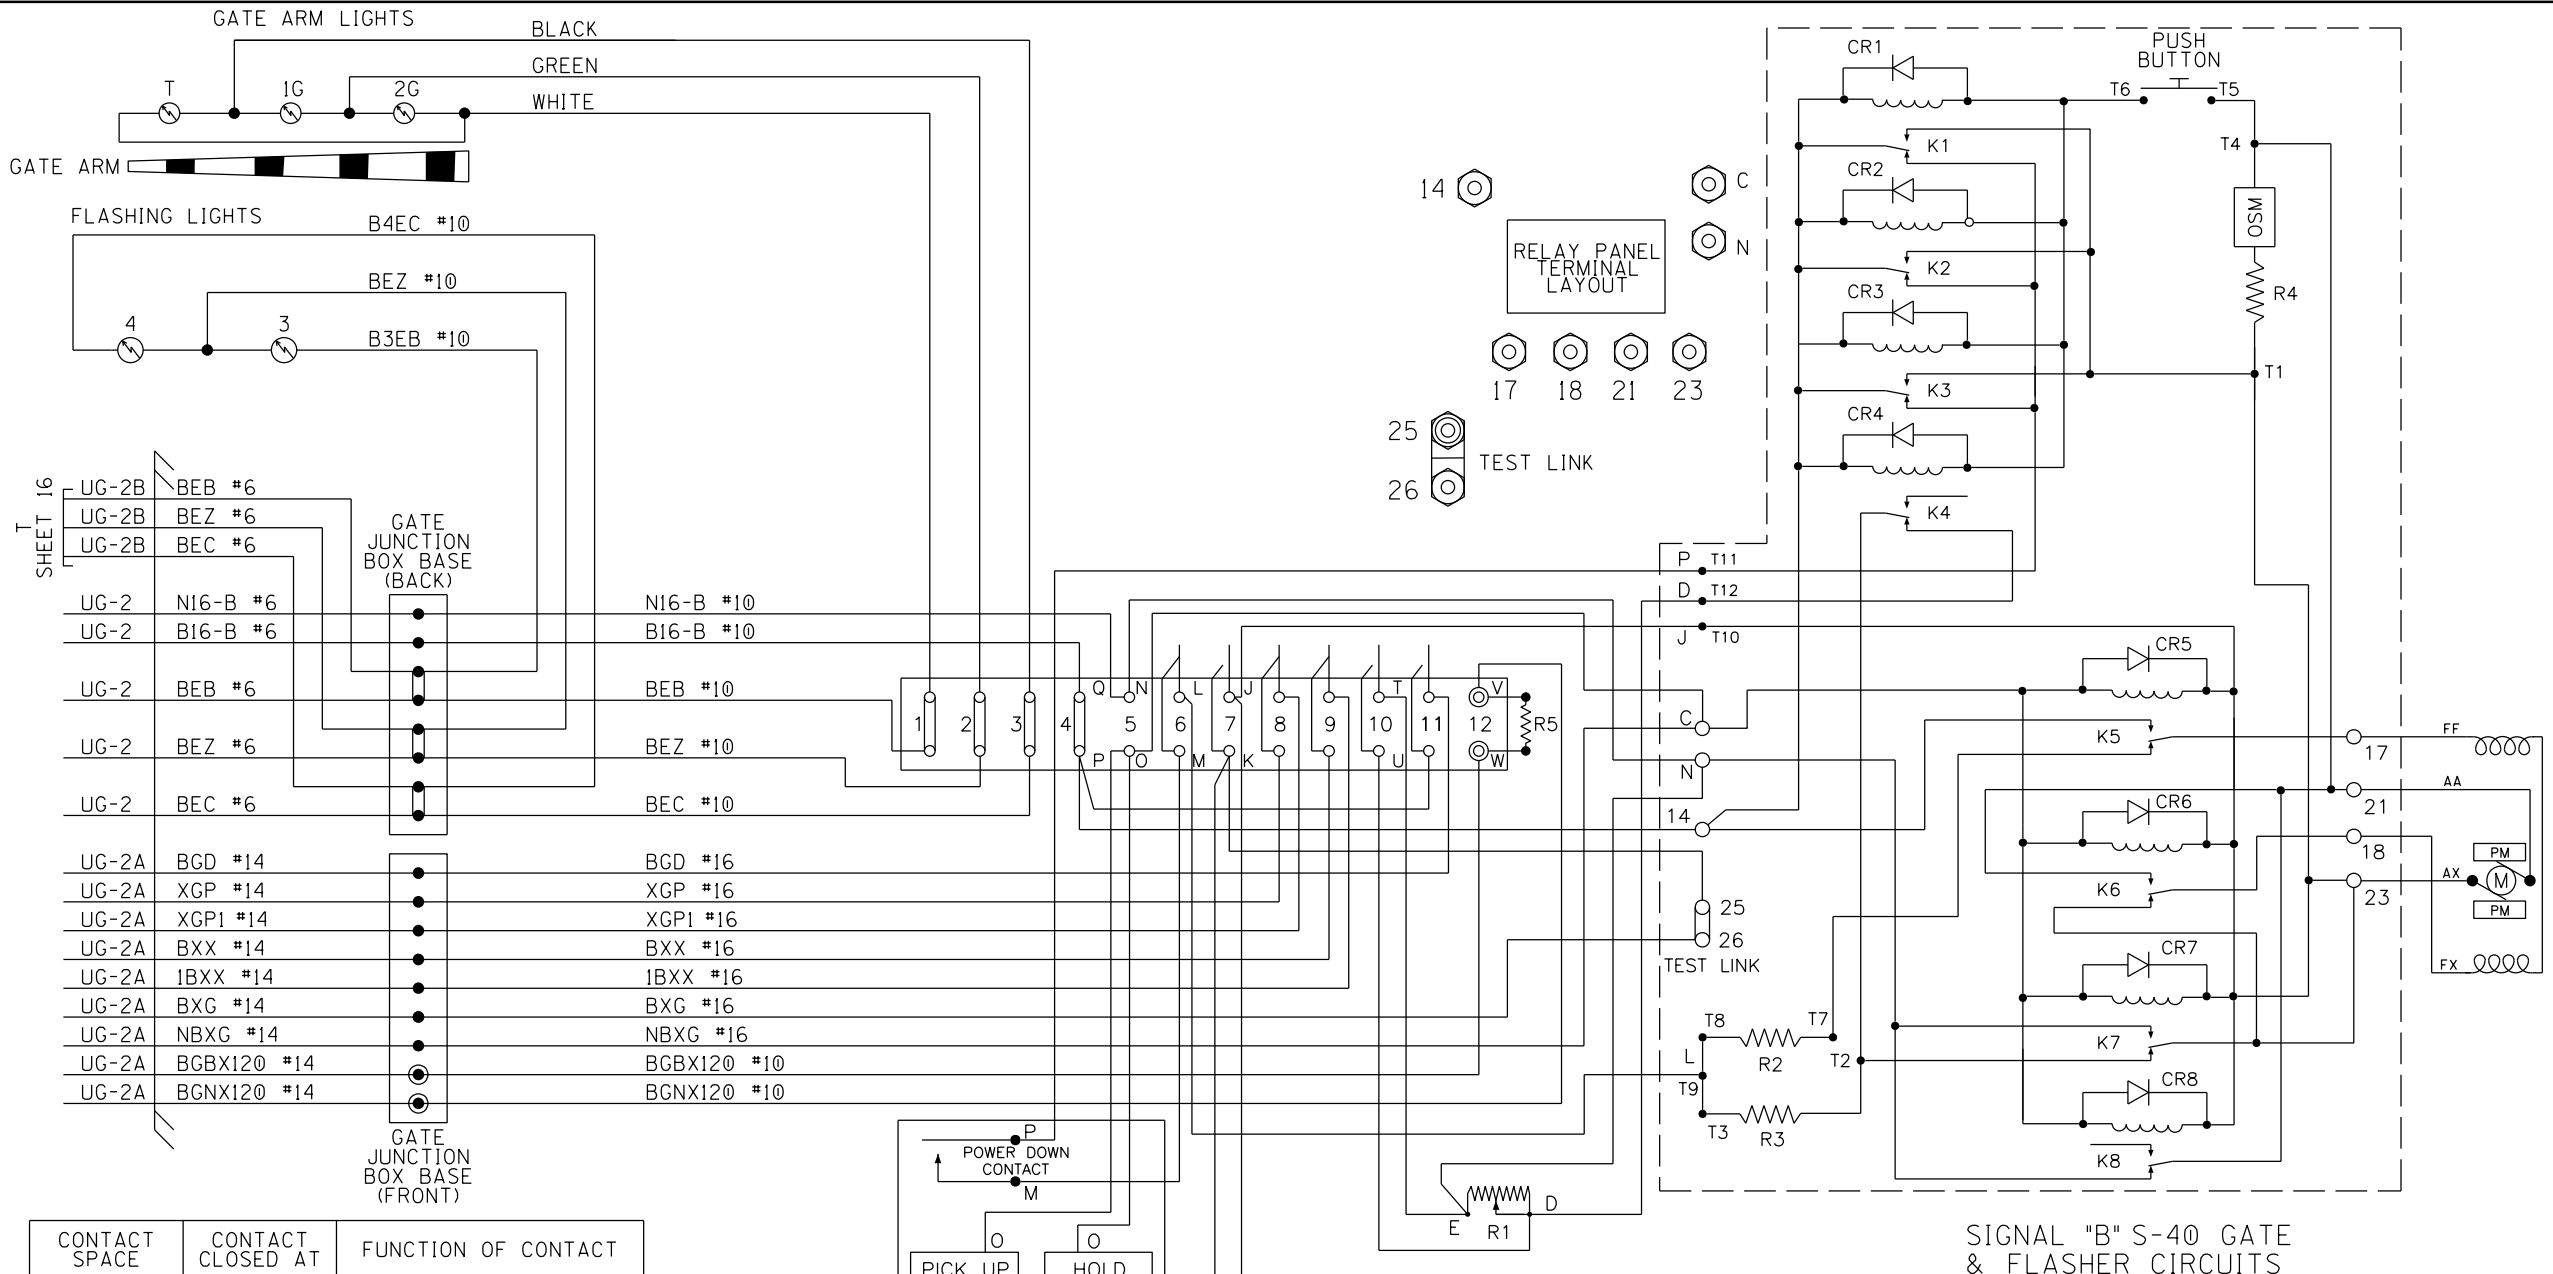 GATE ARM LIGHTS
BLACK
GREEN
WHITE
T
1G
2G
GATE ARM
FLASHING LIGHTS
B4EC #10
BEZ #10
B3EB #10
4
3
T
SHEET 16
UG-2B BEB #6
UG-2B BEZ #6
UG-2B BEC #6
GATE
JUNCTION
BOX BASE
(BACK)
UG-2 N16-B #6 N16-B #10
UG-2 B16-B #6 B16-B #10
UG-2 BEB #6 BEB #10
UG-2 BEZ #6 BEZ #10
UG-2 BEC #6 BEC #10
UG-2A BGD #14 BGD #16
UG-2A XGP #14 XGP #16
UG-2A XGP1 #14 XGP1 #16
UG-2A BXX #14 BXX #16
UG-2A 1BXX #14 1BXX #16
UG-2A BXG #14 BXG #16
UG-2A NBXG #14 NBXG #16
UG-2A BGBX120 #14 BGBX120 #10
UG-2A BGNX120 #14 BGNX120 #10
GATE
JUNCTION
BOX BASE
(FRONT)
CONTACT
SPACE
CONTACT
CLOSED AT
FUNCTION OF CONTACT
Q N L J T V
1 2 3 4 5 6 7 8 9 10 11 12 R5
P O M K U W
P
POWER DOWN
CONTACT
M
O
PICK UP
O
HOLD
E
R1
D
14
C
N
RELAY PANEL
TERMINAL
LAYOUT
17 18 21 23
25
26
TEST LINK
CR1
K1
CR2
K2
CR3
K3
CR4
K4
PUSH
BUTTON
T6
T5
T4
OSM
R4
T1
P T11
D T12
J T10
C
N
14
25
26
TEST LINK
T8
R2
T7
L
T9
T2
T3
R3
CR5
K5
CR6
K6
CR7
K7
CR8
K8
17
21
18
23
FF
AA
AX
FX
PM
M
PM
SIGNAL "B" S-40 GATE
& FLASHER CIRCUITS